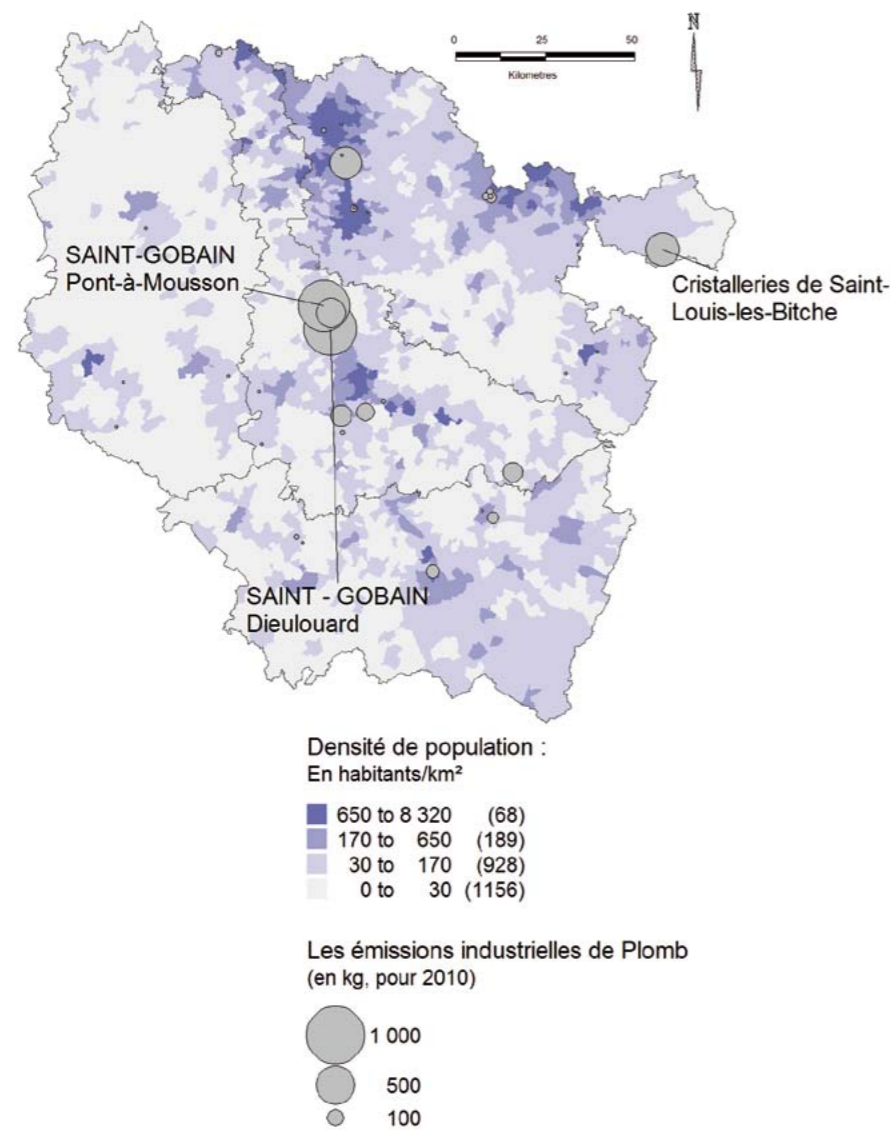 N
0 25 50
Kilometres
SAINT-GOBAIN
Pont-à-Mousson
Cristalleries de Saint-
Louis-les-Bitche
SAINT - GOBAIN
Dieulouard
Densité de population :
En habitants/km²
650 to 8 320 (68)
170 to 650 (189)
30 to 170 (928)
0 to 30 (1156)
Les émissions industrielles de Plomb
(en kg, pour 2010)
1 000
500
100